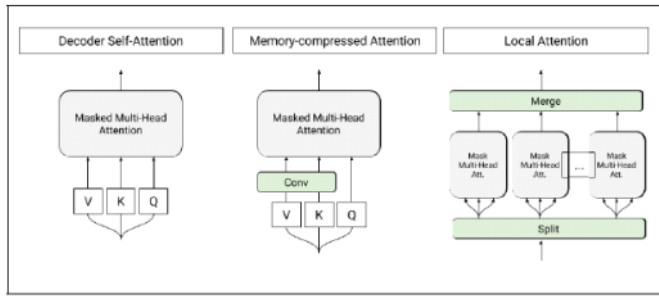 Decoder Self-Attention
Masked Multi-Head
Attention
V K Q
Memory-compressed Attention
Masked Multi-Head
Attention
Conv
V K Q
Local Attention
Merge
Mask
Multi-Head
Att.
Mask
Multi-Head
Att.
...
Mask
Multi-Head
Att.
Split